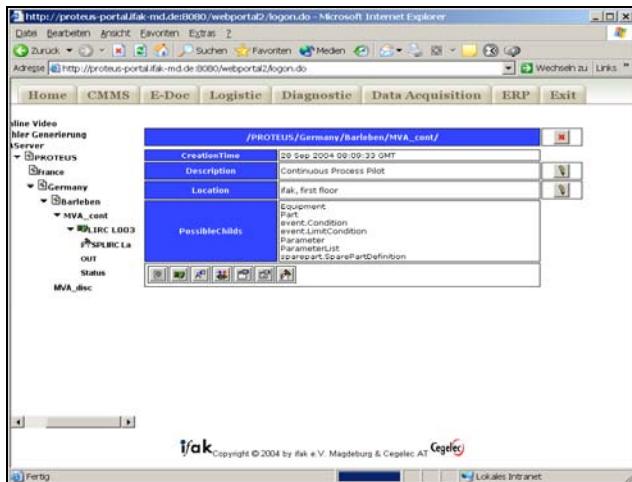 http://proteus-portal.ifak-md.de:8080/webportal2/logon.do - Microsoft Internet Explorer
Datei Bearbeiten Ansicht Favoriten Extras ?
Zurück Suchen Favoriten Medien
Adresse http://proteus-portal.ifak-md.de:8080/webportal2/logon.do Wechseln zu Links »
Home CMMS E-Doc Logistic Diagnostic Data Acquisition ERP Exit
nline Video
hler Generierung
Server
PROTEUS
France
Germany
Barleben
MVA_cont
LIRC L003
SPLIRC La
OUT
Status
MVA_disc
/PROTEUS/Germany/Barleben/MVA_cont/
CreationTime 20 Sep 2004 08:09:33 GMT
Description Continuous Process Pilot
Location ifak, first floor
PossibleChilds
Equipment
Part
event.Condition
event.LimitCondition
Parameter
ParameterList
sparepart.SparePartDefinition
ifak Copyright © 2004 by ifak e.V. Magdeburg & Cegelec AT Cegelec
Fertig Lokales Intranet